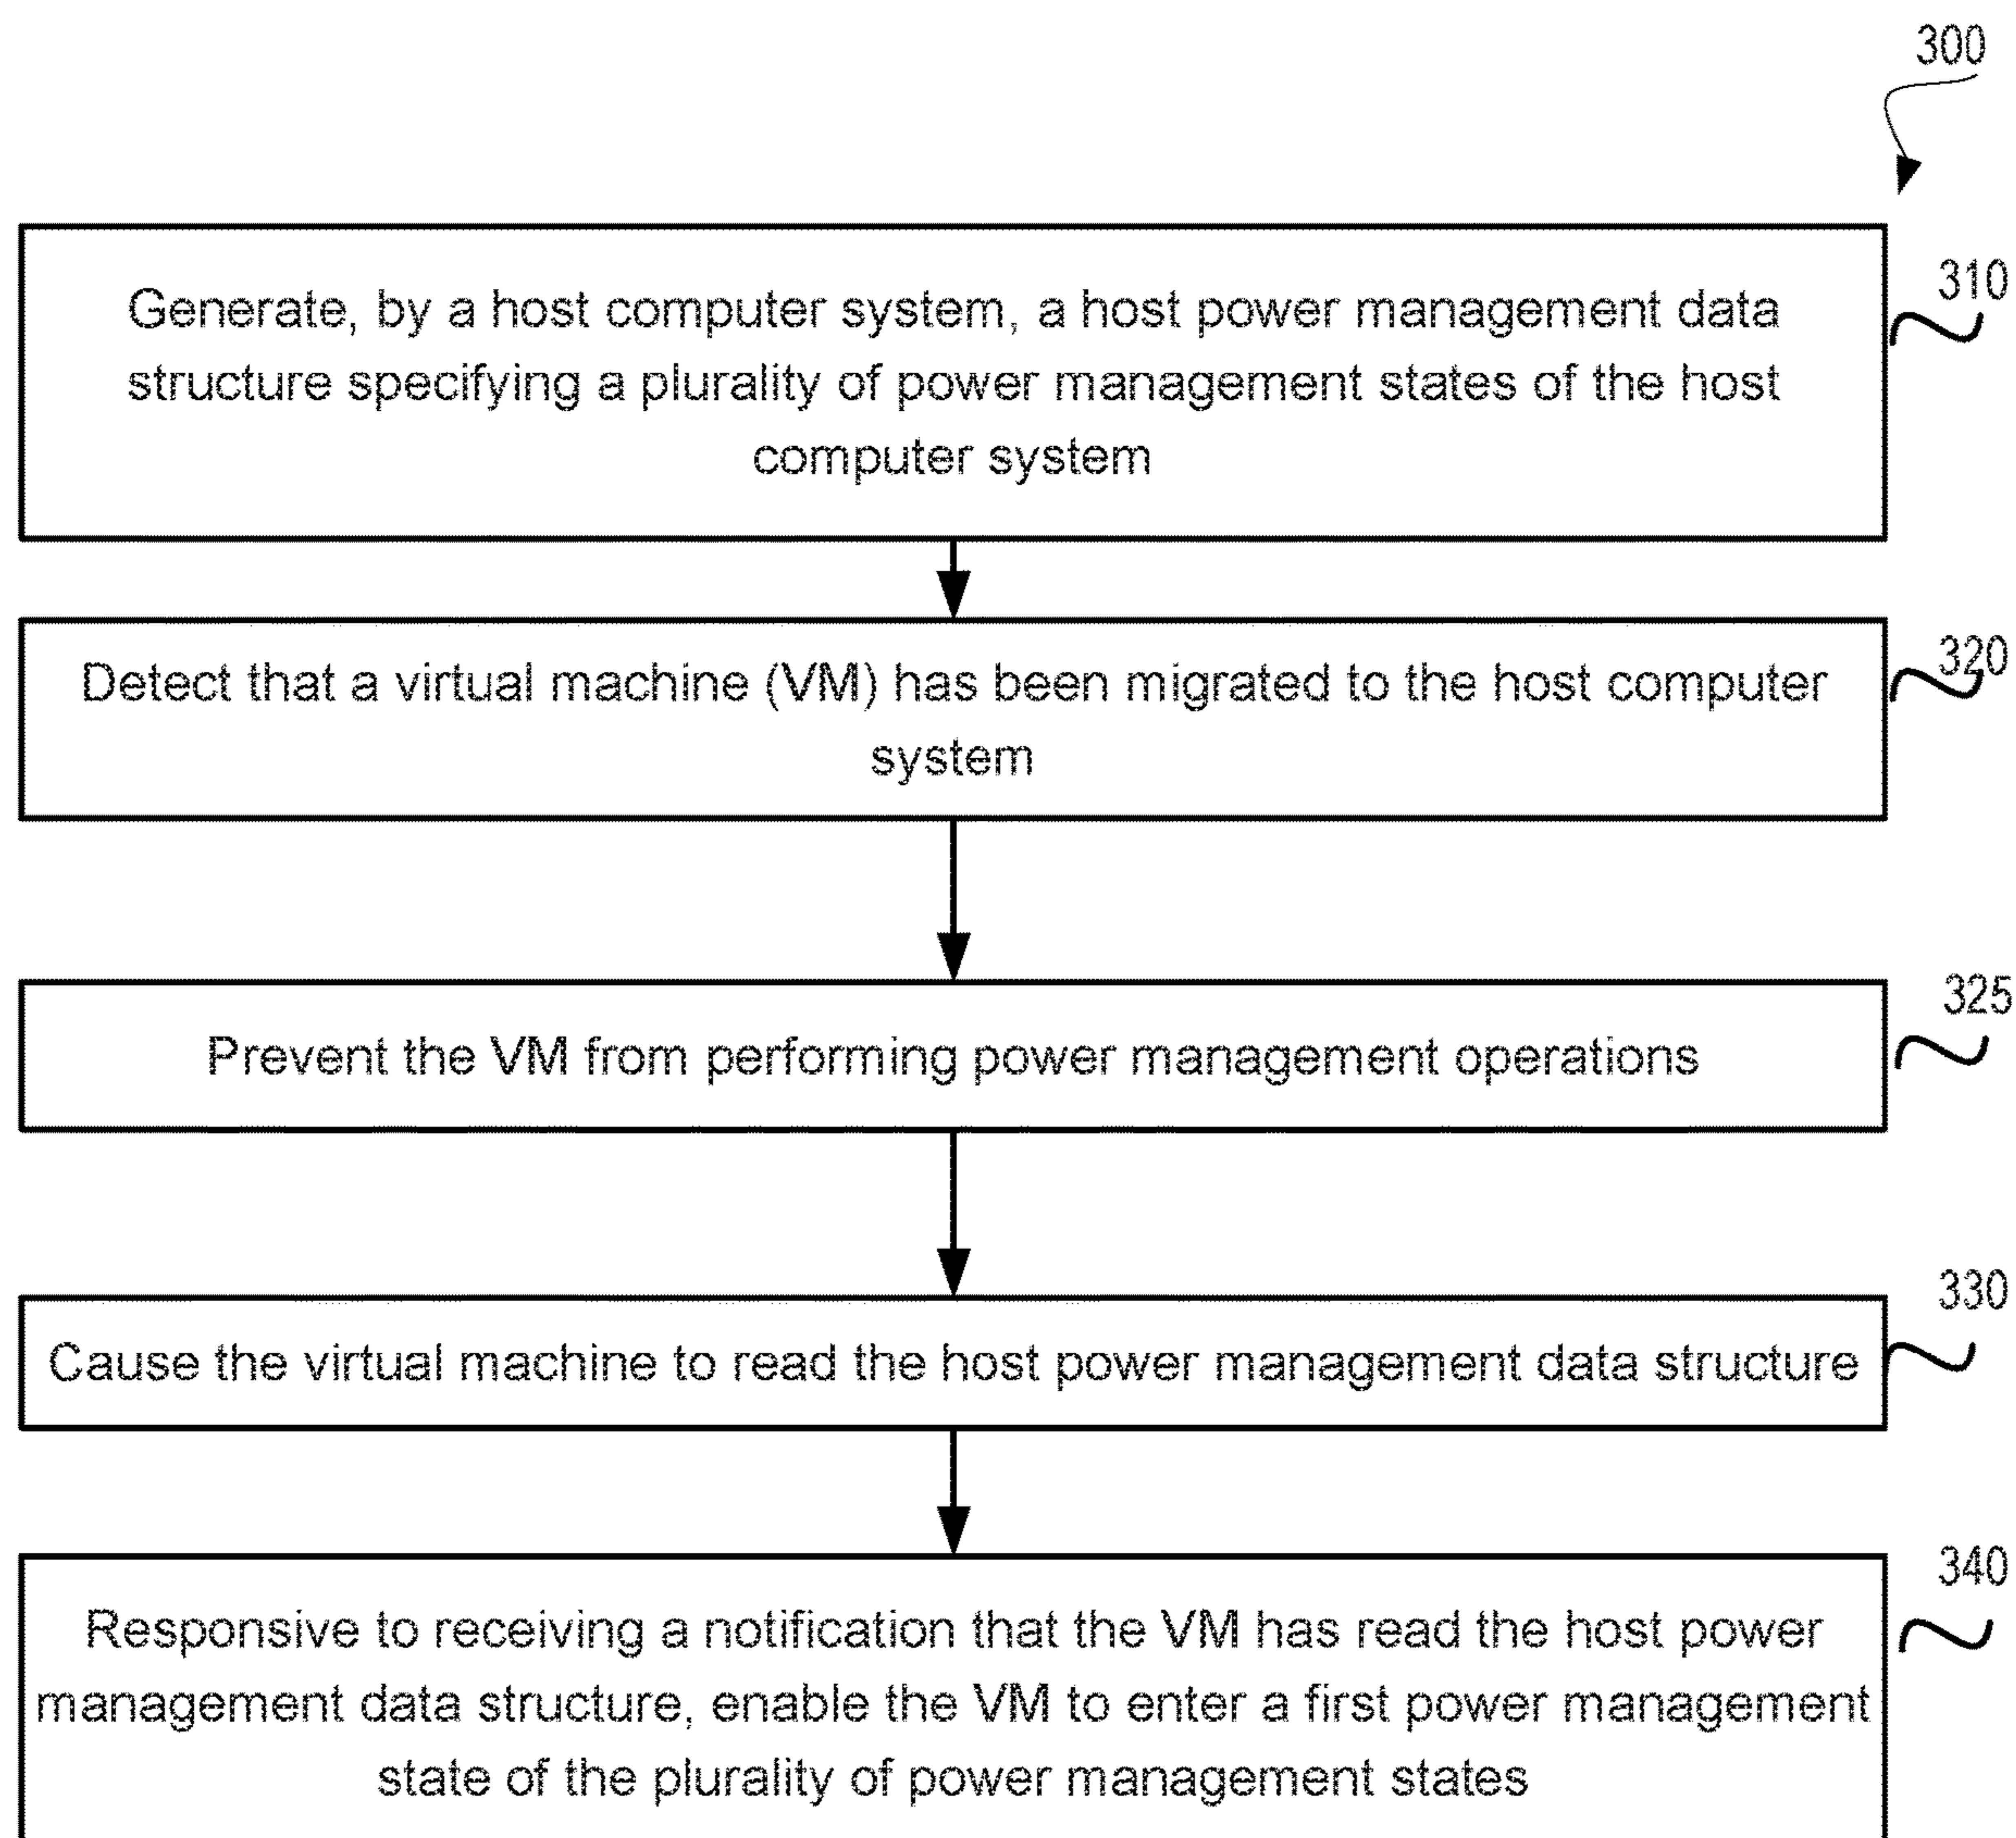 300
310
Generate, by a host computer system, a host power management data
structure specifying a plurality of power management states of the host
computer system
320
Detect that a virtual machine (VM) has been migrated to the host computer
system
325
Prevent the VM from performing power management operations
330
Cause the virtual machine to read the host power management data structure
340
Responsive to receiving a notification that the VM has read the host power
management data structure, enable the VM to enter a first power management
state of the plurality of power management states